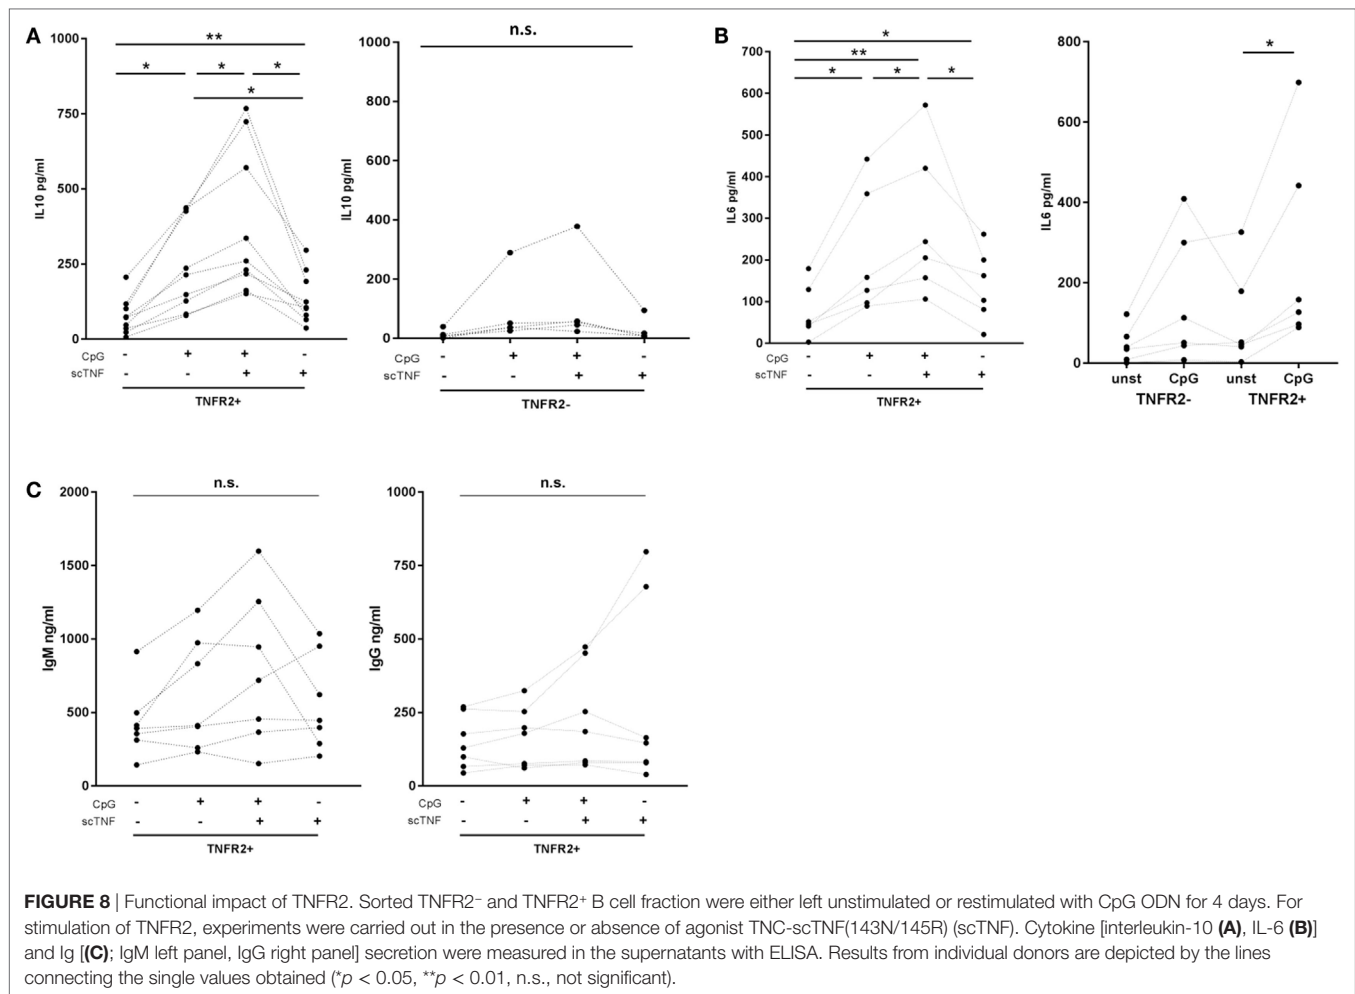 A
**
*
*
*
*
1000
750
500
250
0
IL10 pg/ml
CpG - + + -
scTNF - - + +
TNFR2+
n.s.
1000
800
600
400
200
0
IL10 pg/ml
- + + -
- - + +
TNFR2-
B
*
**
*
*
*
700
600
500
400
300
200
100
0
IL6 pg/ml
CpG - + + -
scTNF - - + +
TNFR2+
*
800
600
400
200
0
IL6 pg/ml
unst CpG unst CpG
TNFR2- TNFR2+
C
n.s.
2000
1500
1000
500
0
IgM ng/ml
CpG - + + -
scTNF - - + +
TNFR2+
n.s.
1000
750
500
250
0
IgG ng/ml
CpG - + + -
scTNF - - + +
TNFR2+
FIGURE 8 | Functional impact of TNFR2. Sorted TNFR2⁻ and TNFR2⁺ B cell fraction were either left unstimulated or restimulated with CpG ODN for 4 days. For
stimulation of TNFR2, experiments were carried out in the presence or absence of agonist TNC-scTNF(143N/145R) (scTNF). Cytokine [interleukin-10 (A), IL-6 (B)]
and Ig [(C); IgM left panel, IgG right panel] secretion were measured in the supernatants with ELISA. Results from individual donors are depicted by the lines
connecting the single values obtained (*p < 0.05, **p < 0.01, n.s., not significant).